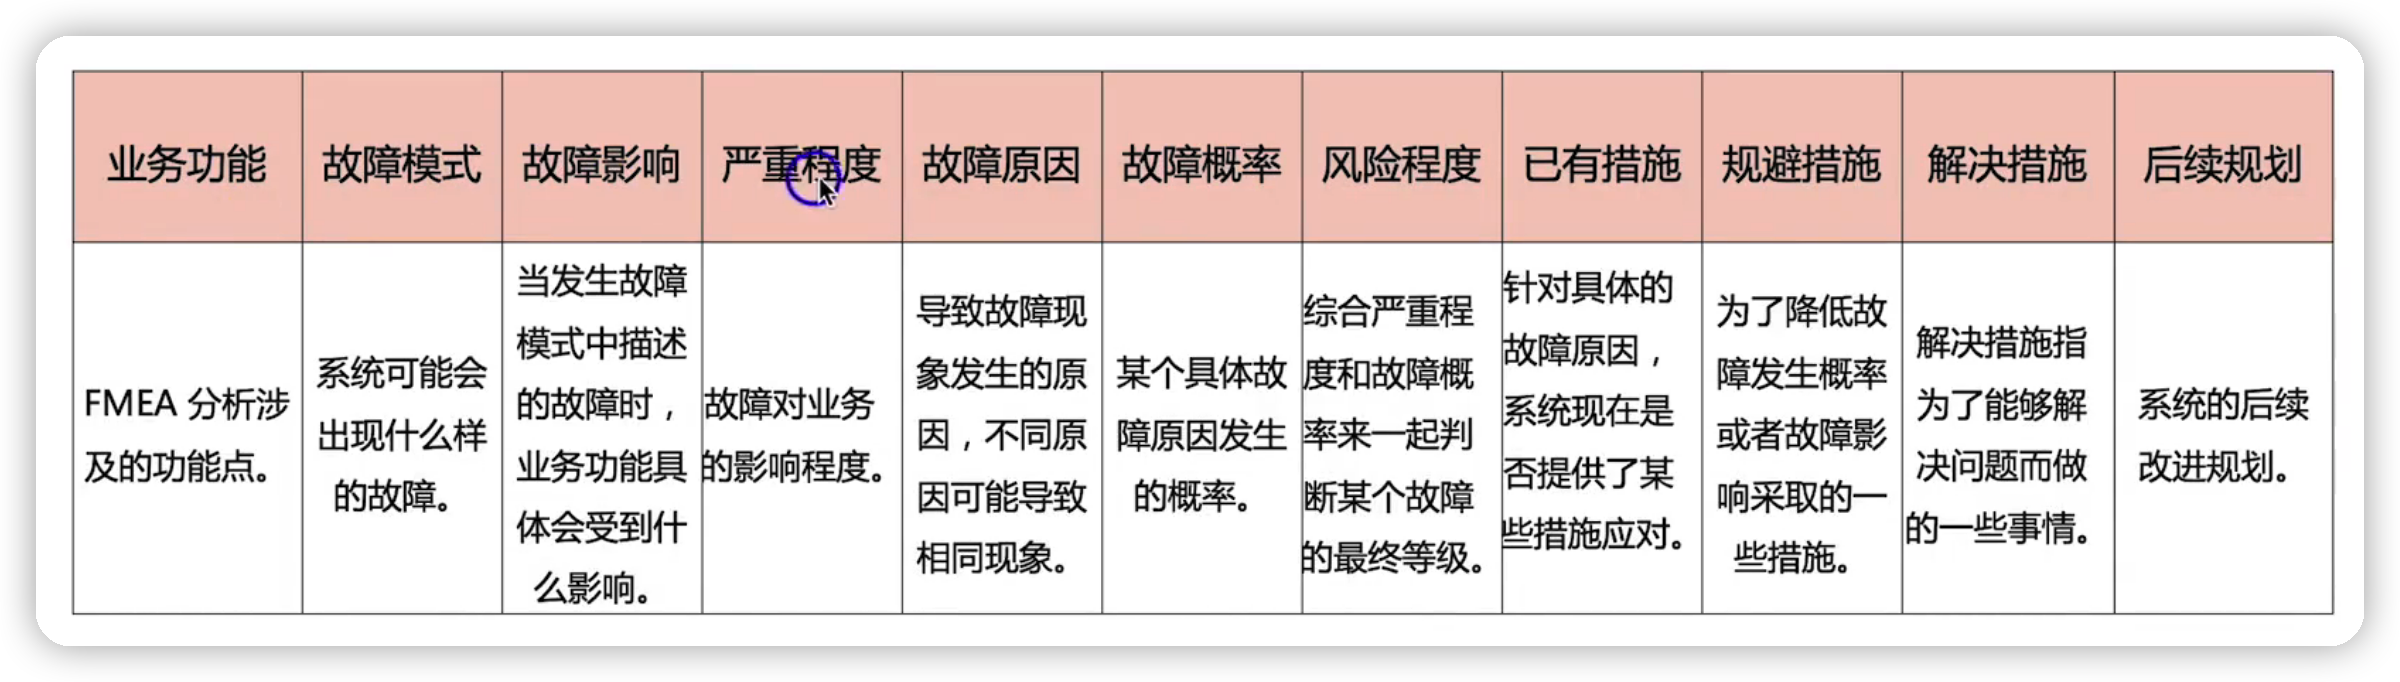 业务功能
故障模式
故障影响
严重程度
故障原因
故障概率
风险程度
已有措施
规避措施
解决措施
后续规划
FMEA 分析涉
及的功能点。
系统可能会
出现什么样
的故障。
当发生故障
模式中描述
的故障时，
业务功能具
体会受到什
么影响。
故障对业务
的影响程度。
导致故障现
象发生的原
因，不同原
因可能导致
相同现象。
某个具体故
障原因发生
的概率。
综合严重程
度和故障概
率来一起判
断某个故障
的最终等级。
针对具体的
故障原因，
系统现在是
否提供了某
些措施应对。
为了降低故
障发生概率
或者故障影
响采取的一
些措施。
解决措施指
为了能够解
决问题而做
的一些事情。
系统的后续
改进规划。